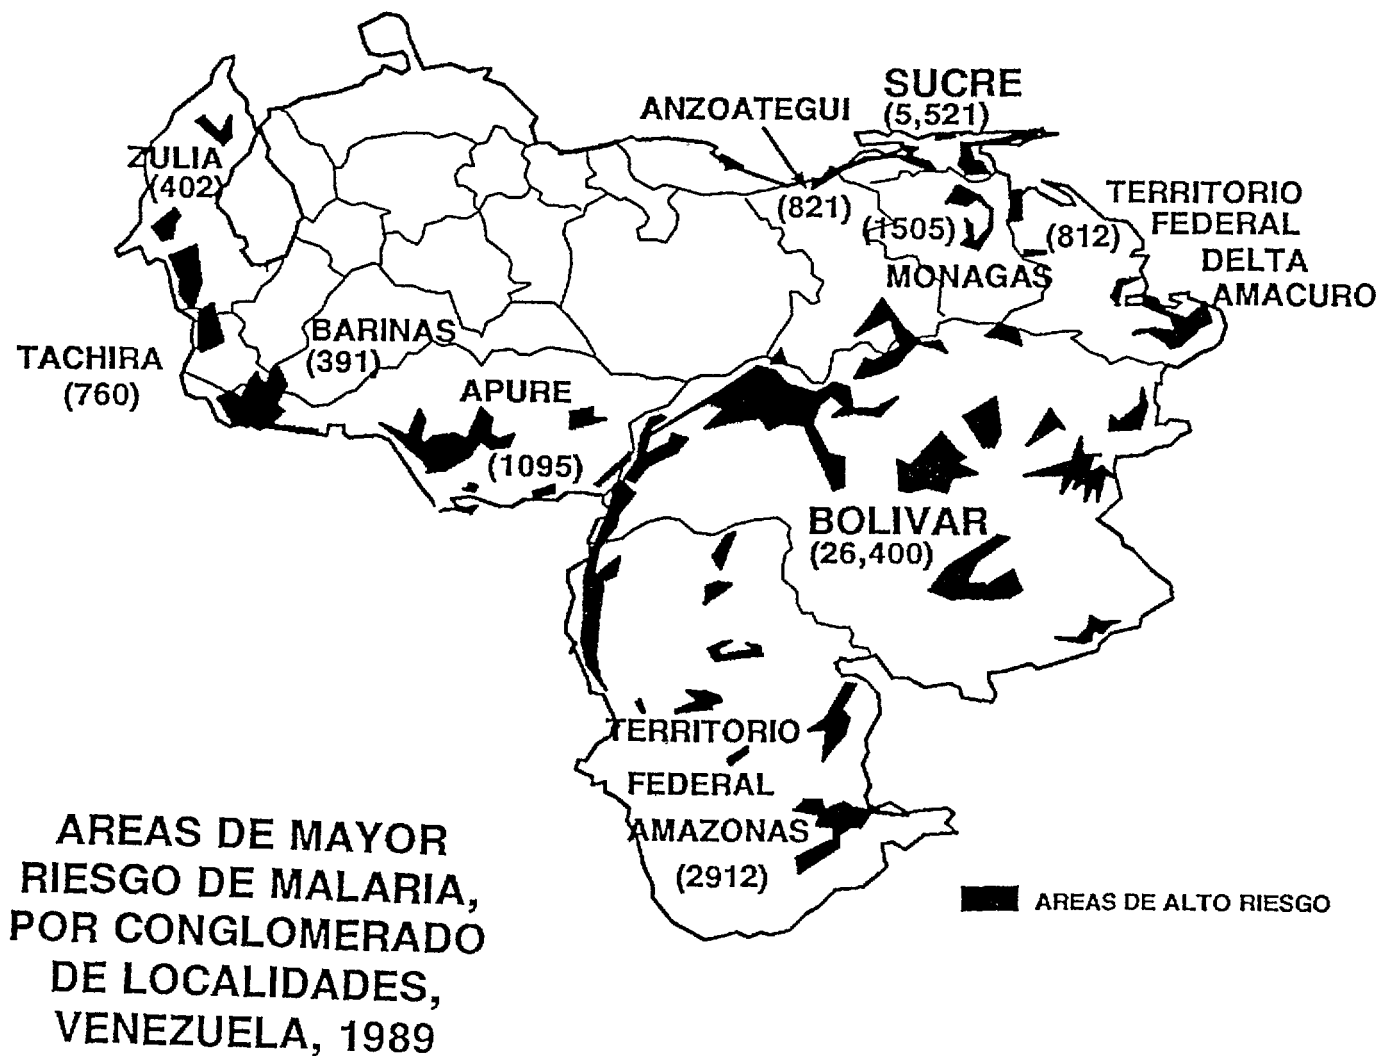 SUCRE
(5,521)
ANZOATEGUI
(821)
ZULIA
(402)
TERRITORIO
FEDERAL
DELTA
AMACURO
(812)
(1505)
MONAGAS
BARINAS
(391)
TACHIRA
(760)
APURE
(1095)
BOLIVAR
(26,400)
TERRITORIO
FEDERAL
AMAZONAS
(2912)
AREAS DE MAYOR
RIESGO DE MALARIA,
POR CONGLOMERADO
DE LOCALIDADES,
VENEZUELA, 1989
AREAS DE ALTO RIESGO